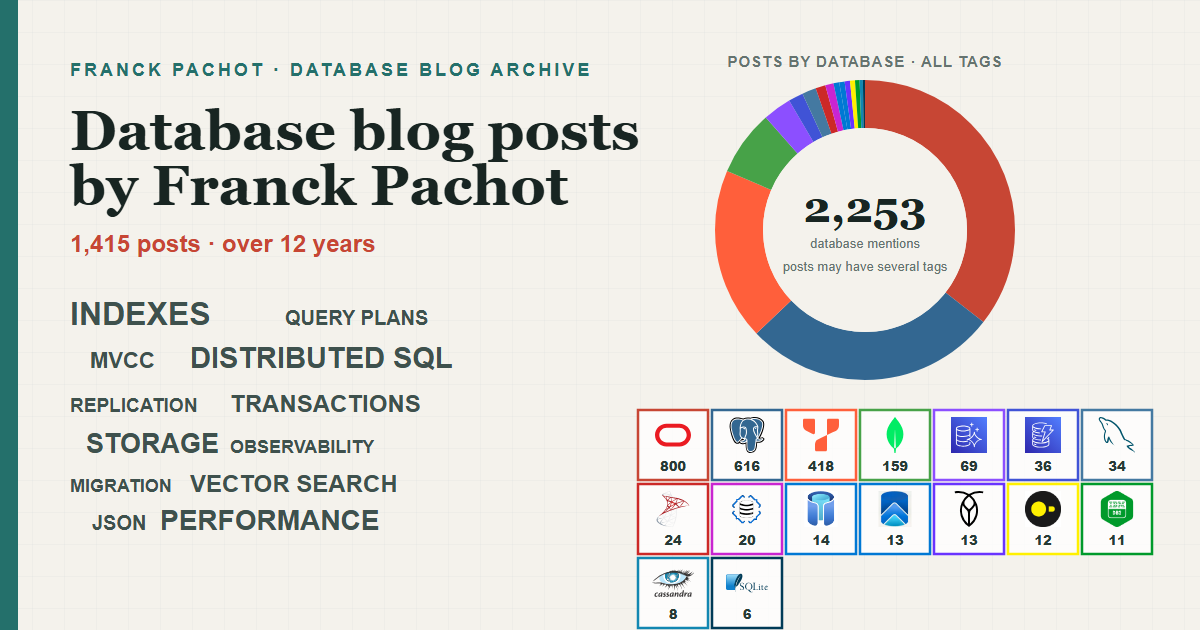 FRANCK PACHOT · DATABASE BLOG ARCHIVE
Database blog posts
by Franck Pachot
1,415 posts · over 12 years
INDEXES QUERY PLANS
MVCC DISTRIBUTED SQL
REPLICATION TRANSACTIONS
STORAGE OBSERVABILITY
MIGRATION VECTOR SEARCH
JSON PERFORMANCE
POSTS BY DATABASE · ALL TAGS
2,253
database mentions
posts may have several tags
800 616 418 159 69 36 34
24 20 14 13 13 12 11
cassandra SQLite
8 6